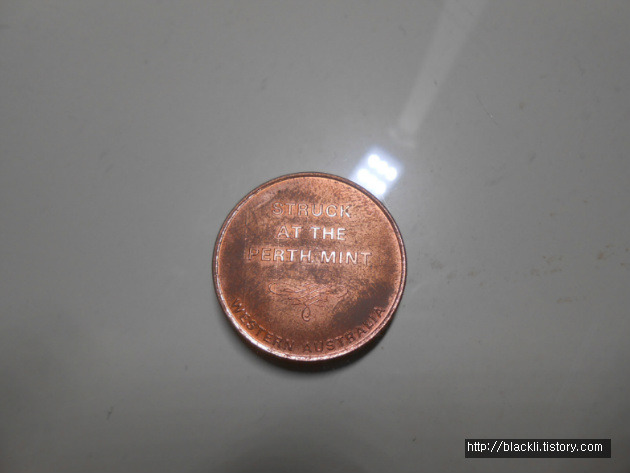 STRUCK
AT THE
PERTH MINT
WESTERN AUSTRALIA
http://blackli.tistory.com